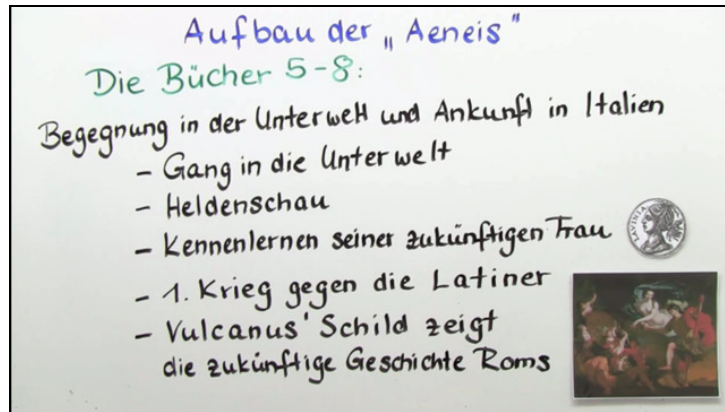 Aufbau der „Aeneis"
Die Bücher 5-8:
Begegnung in der Unterwelt und Ankunft in Italien
- Gang in die Unterwelt
- Heldenschau
- Kennenlernen seiner zukünftigen Frau
LAVINIA
- 1. Krieg gegen die Latiner
- Vulcanus' Schild zeigt
die zukünftige Geschichte Roms